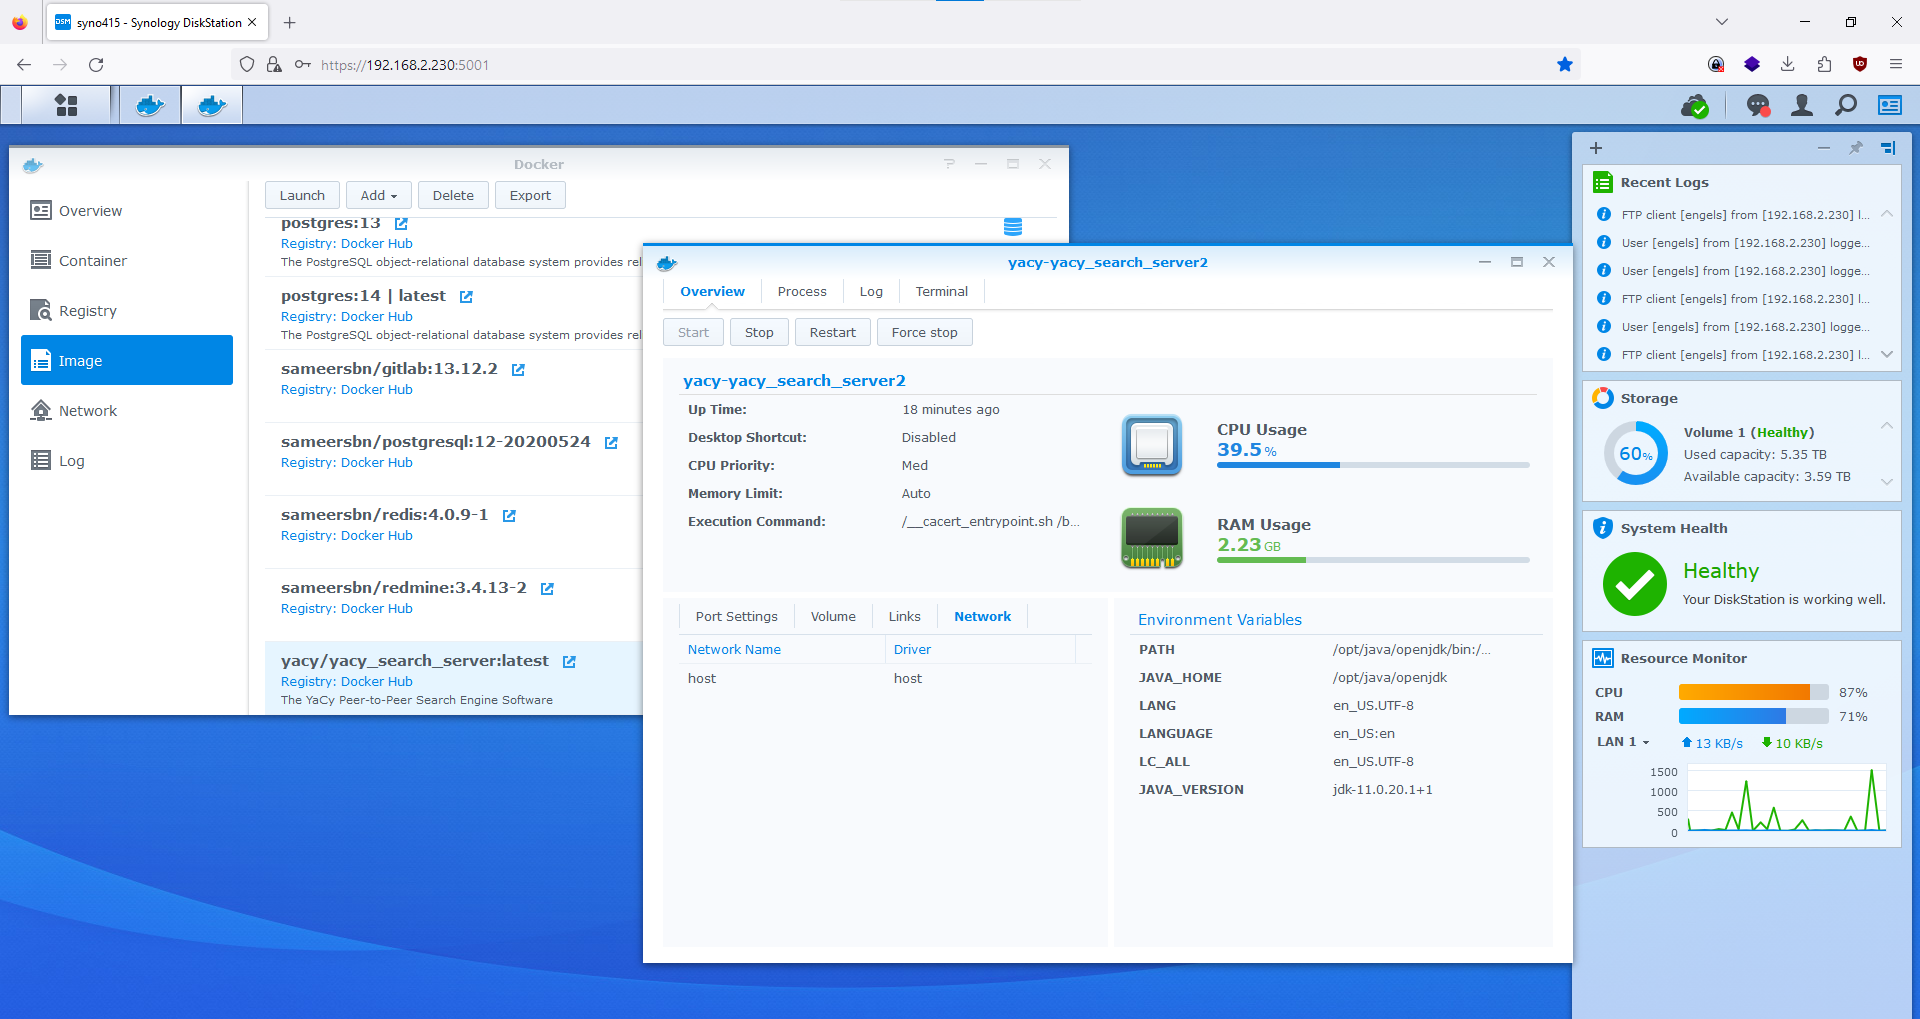 syno415 - Synology DiskStation
https://192.168.2.230:5001
Docker
Overview
Container
Registry
Image
Network
Log
Launch
Add
Delete
Export
postgres:13
Registry: Docker Hub
The PostgreSQL object-relational database system provides rel
postgres:14 | latest
Registry: Docker Hub
The PostgreSQL object-relational database system provides rel
sameersbn/gitlab:13.12.2
Registry: Docker Hub
sameersbn/postgresql:12-20200524
Registry: Docker Hub
sameersbn/redis:4.0.9-1
Registry: Docker Hub
sameersbn/redmine:3.4.13-2
Registry: Docker Hub
yacy/yacy_search_server:latest
Registry: Docker Hub
The YaCy Peer-to-Peer Search Engine Software
yacy-yacy_search_server2
Overview
Process
Log
Terminal
Start
Stop
Restart
Force stop
yacy-yacy_search_server2
Up Time: 18 minutes ago
Desktop Shortcut: Disabled
CPU Priority: Med
Memory Limit: Auto
Execution Command: /__cacert_entrypoint.sh /b...
CPU Usage
39.5 %
RAM Usage
2.23 GB
Port Settings
Volume
Links
Network
Network Name Driver
host host
Environment Variables
PATH /opt/java/openjdk/bin:/...
JAVA_HOME /opt/java/openjdk
LANG en_US.UTF-8
LANGUAGE en_US:en
LC_ALL en_US.UTF-8
JAVA_VERSION jdk-11.0.20.1+1
Recent Logs
FTP client [engels] from [192.168.2.230] l...
User [engels] from [192.168.2.230] logge...
User [engels] from [192.168.2.230] logge...
FTP client [engels] from [192.168.2.230] l...
User [engels] from [192.168.2.230] logge...
FTP client [engels] from [192.168.2.230] l...
Storage
60%
Volume 1 (Healthy)
Used capacity: 5.35 TB
Available capacity: 3.59 TB
System Health
Healthy
Your DiskStation is working well.
Resource Monitor
CPU 87%
RAM 71%
LAN 1 13 KB/s 10 KB/s
1500
1000
500
0